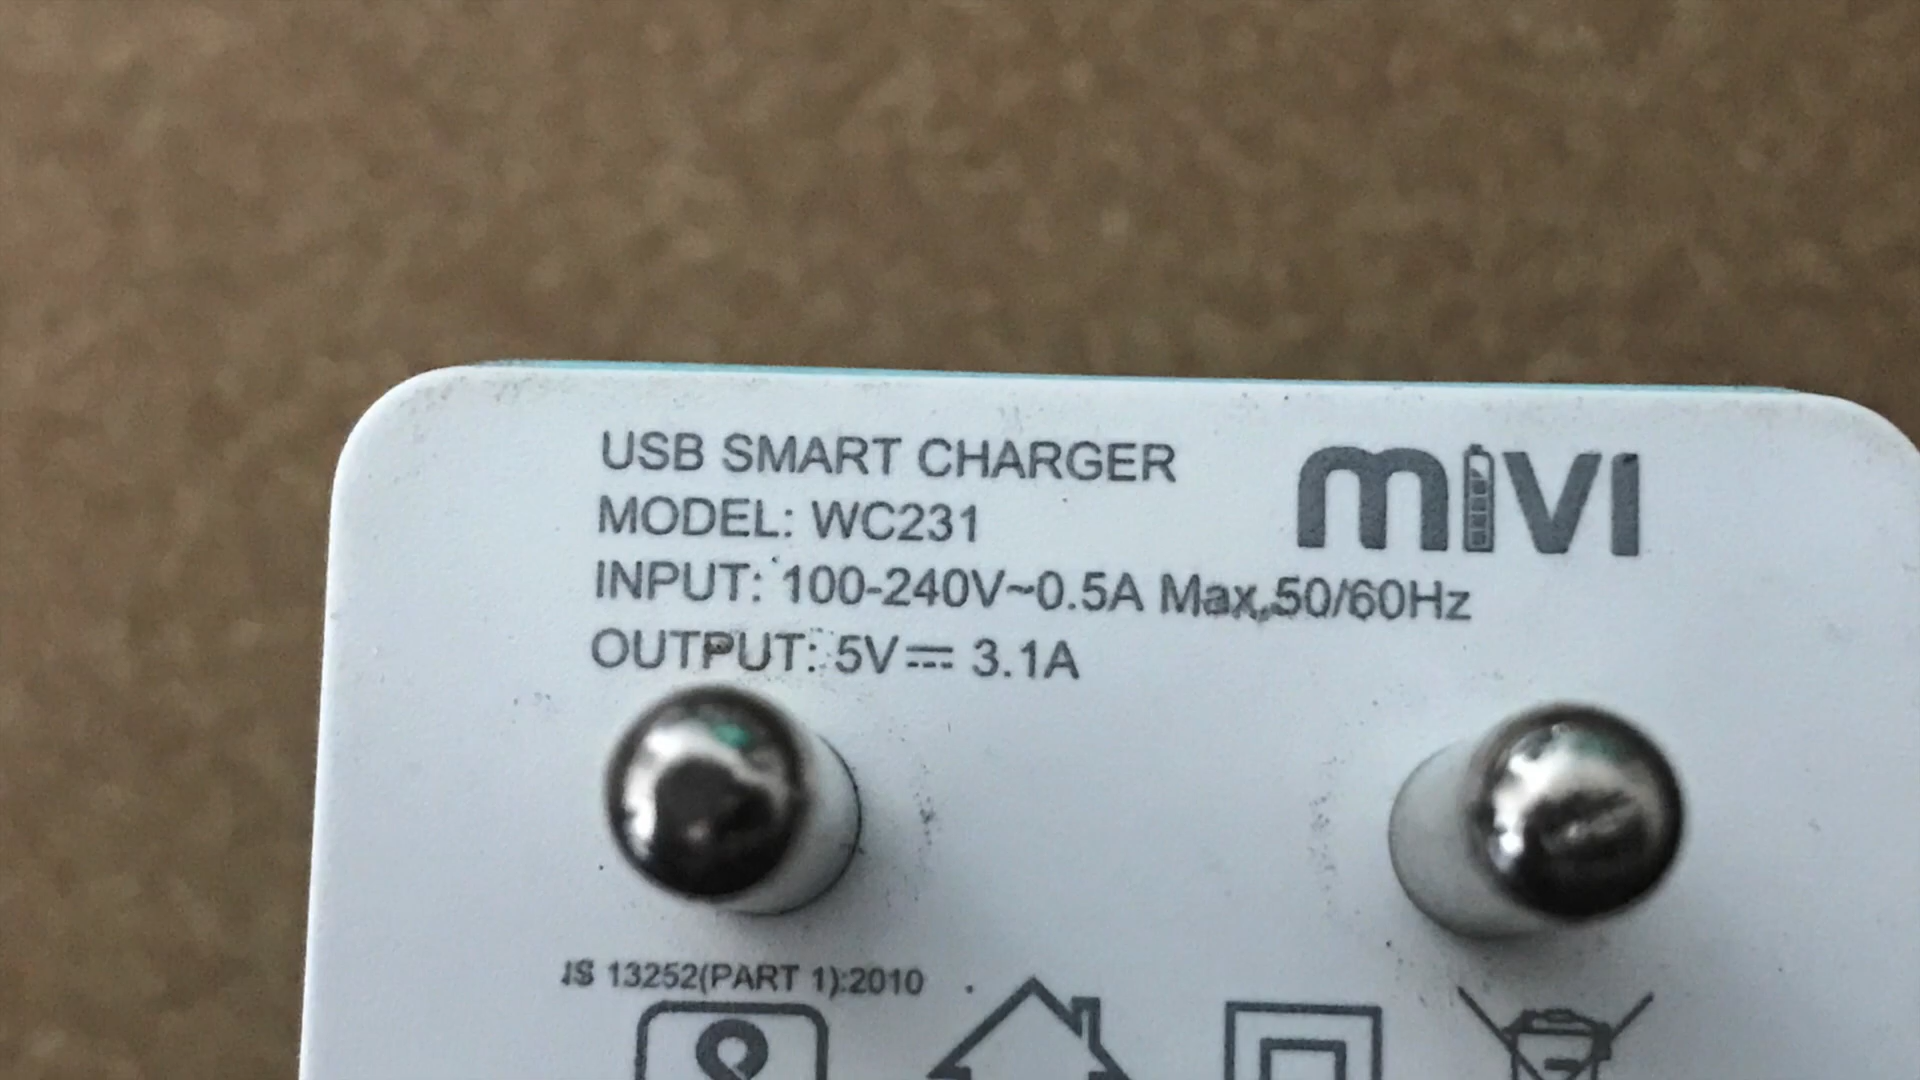 USB SMART CHARGER
mivi
MODEL: WC231
INPUT: 100-240V~0.5A Max,50/60Hz
OUTPUT: 5V⎓ 3.1A
IS 13252(PART 1):2010